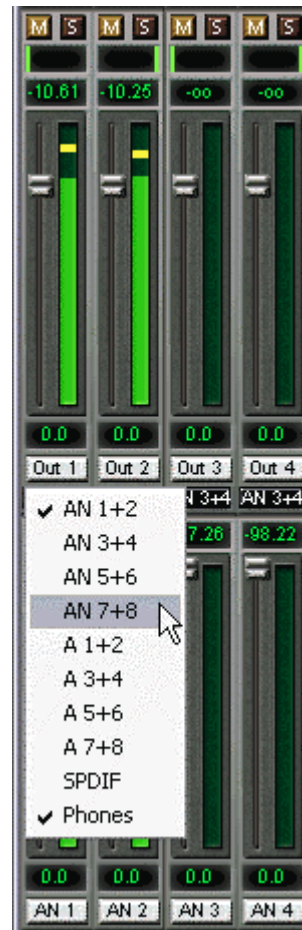 M S M S M S M S
-10.61 -10.25 -oo -oo
0.0 0.0 0.0 0.0
Out 1 Out 2 Out 3 Out 4
N 3+4 AN 3+4
7.26 -98.22
✔ AN 1+2
AN 3+4
AN 5+6
AN 7+8
A 1+2
A 3+4
A 5+6
A 7+8
SPDIF
✔ Phones
0.0 0.0 0.0 0.0
AN 1 AN 2 AN 3 AN 4